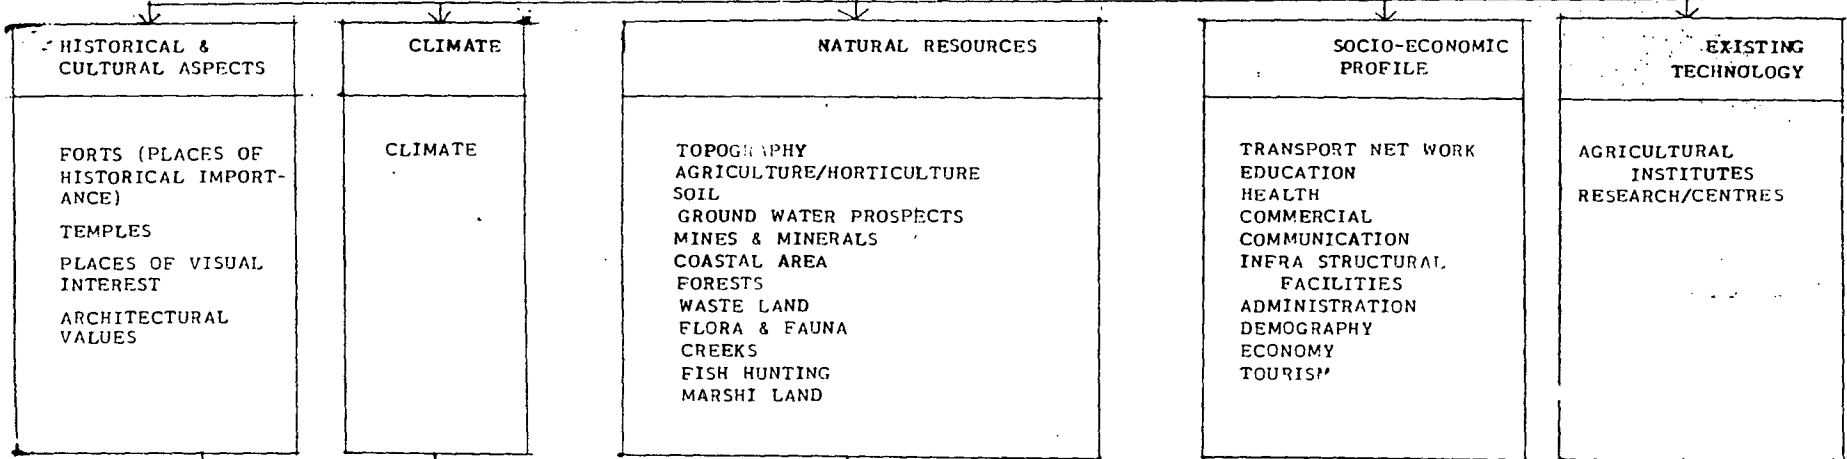 HISTORICAL &
CULTURAL ASPECTS
FORTS (PLACES OF
HISTORICAL IMPORT-
ANCE)
TEMPLES
PLACES OF VISUAL
INTEREST
ARCHITECTURAL
VALUES
CLIMATE
CLIMATE
NATURAL RESOURCES
TOPOGRAPHY
AGRICULTURE/HORTICULTURE
SOIL
GROUND WATER PROSPECTS
MINES & MINERALS
COASTAL AREA
FORESTS
WASTE LAND
FLORA & FAUNA
CREEKS
FISH HUNTING
MARSHI LAND
SOCIO-ECONOMIC
PROFILE
TRANSPORT NET WORK
EDUCATION
HEALTH
COMMERCIAL
COMMUNICATION
INFRA STRUCTURAL
FACILITIES
ADMINISTRATION
DEMOGRAPHY
ECONOMY
TOURISM
EXISTING
TECHNOLOGY
AGRICULTURAL
INSTITUTES
RESEARCH/CENTRES